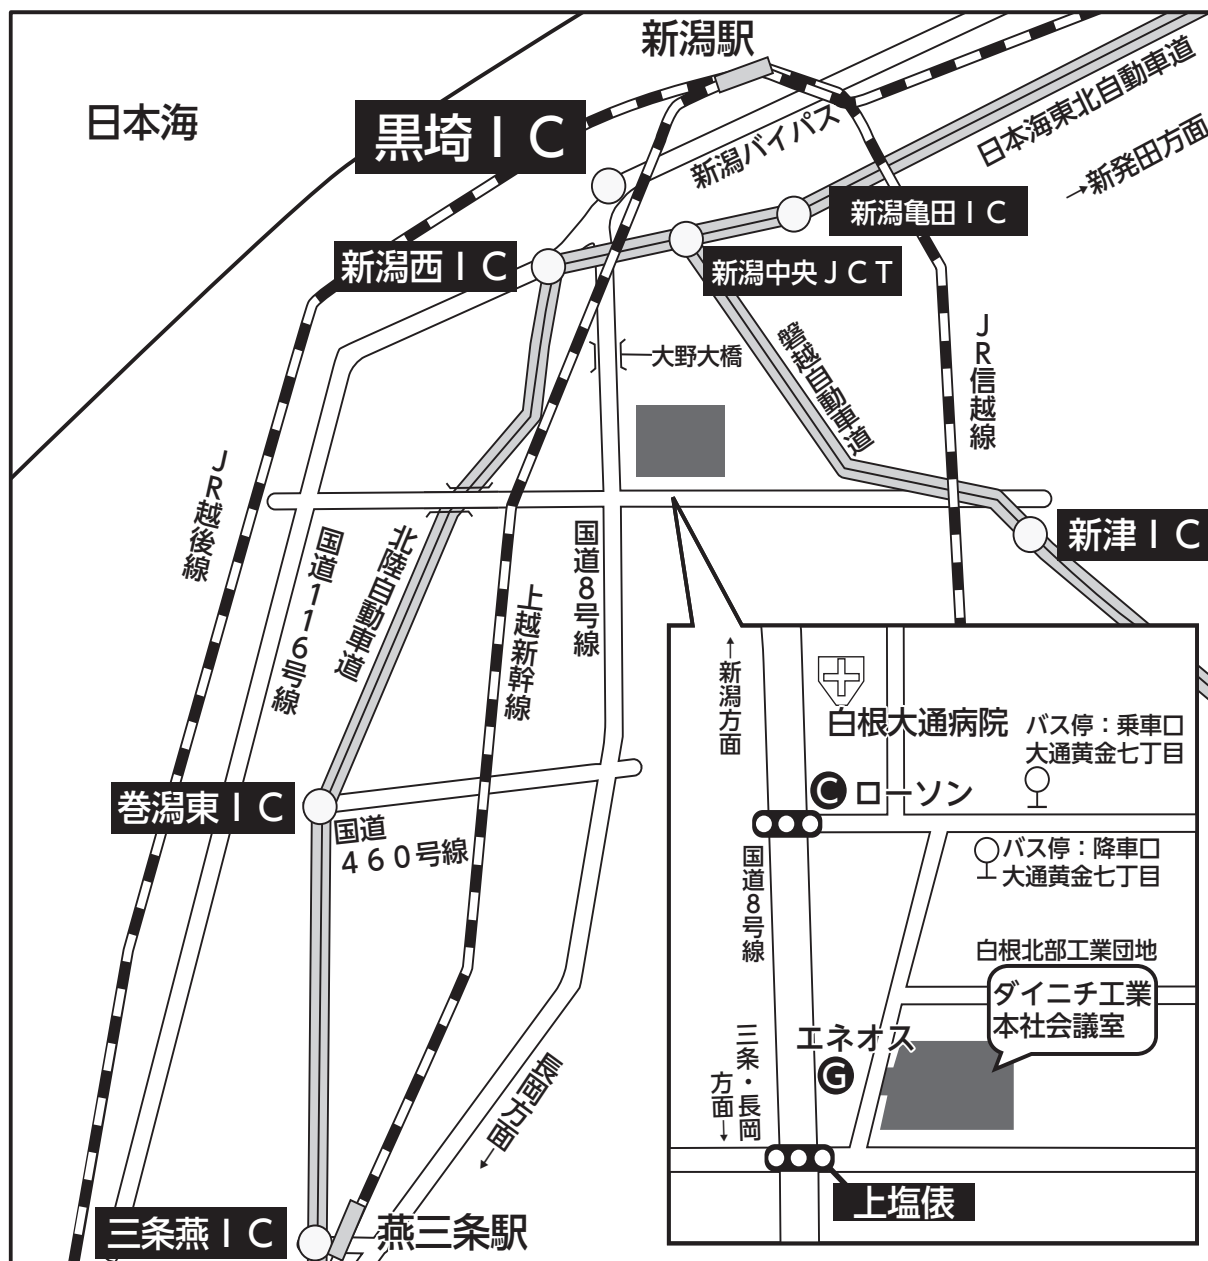 新潟駅
日本海
黒埼ＩＣ
新潟バイパス
日本海東北自動車道
→新発田方面
新潟亀田ＩＣ
新潟西ＩＣ
新潟中央ＪＣＴ
大野大橋
磐越自動車道
ＪＲ信越線
ＪＲ越後線
国道１１６号線
北陸自動車道
上越新幹線
国道８号線
新津ＩＣ
巻潟東ＩＣ
国道
４６０号線
長岡方面
←
三条燕ＩＣ
燕三条駅
←新潟方面
白根大通病院
バス停：乗車口
大通黄金七丁目
C ローソン
バス停：降車口
大通黄金七丁目
国道８号線
白根北部工業団地
ダイニチ工業
本社会議室
エネオス
G
三条・長岡
方面→
上塩俵